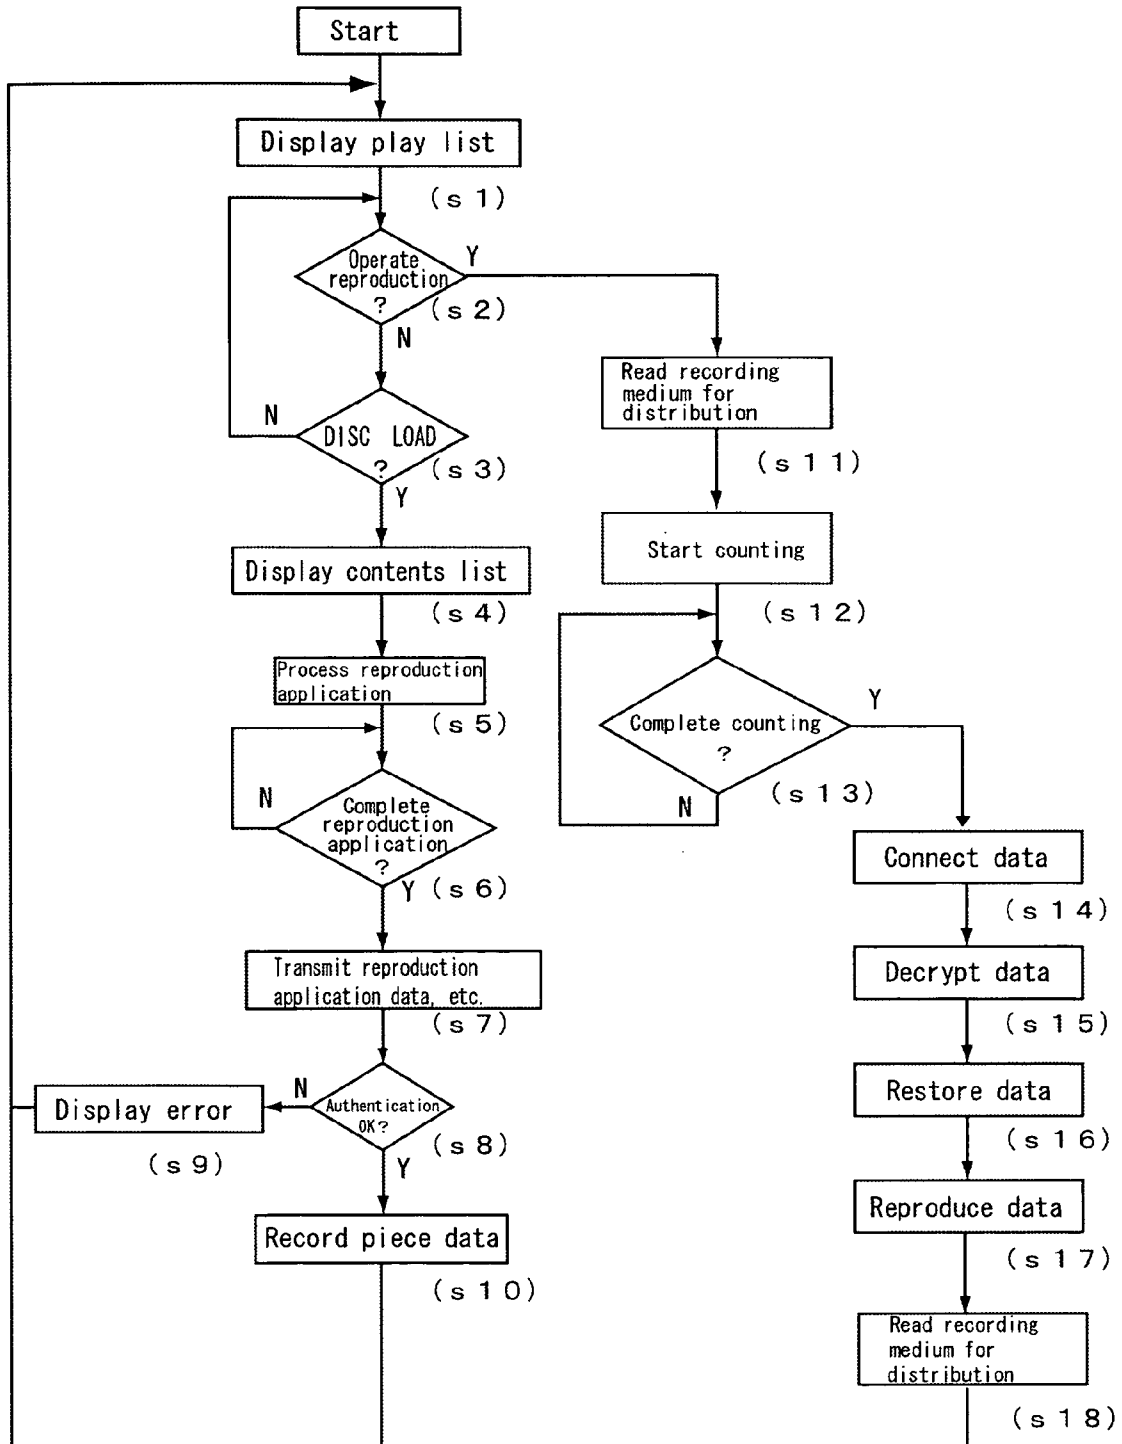 Start
Display play list
(s1)
Operate
reproduction
?
(s2)
Y
N
DISC LOAD
?
(s3)
N
Y
Display contents list
(s4)
Process reproduction
application
(s5)
Complete
reproduction
application
?
(s6)
N
Y
Transmit reproduction
application data, etc.
(s7)
Authentication
OK?
(s8)
N
Y
Display error
(s9)
Record piece data
(s10)
Read recording
medium for
distribution
(s11)
Start counting
(s12)
Complete counting
?
(s13)
Y
N
Connect data
(s14)
Decrypt data
(s15)
Restore data
(s16)
Reproduce data
(s17)
Read recording
medium for
distribution
(s18)